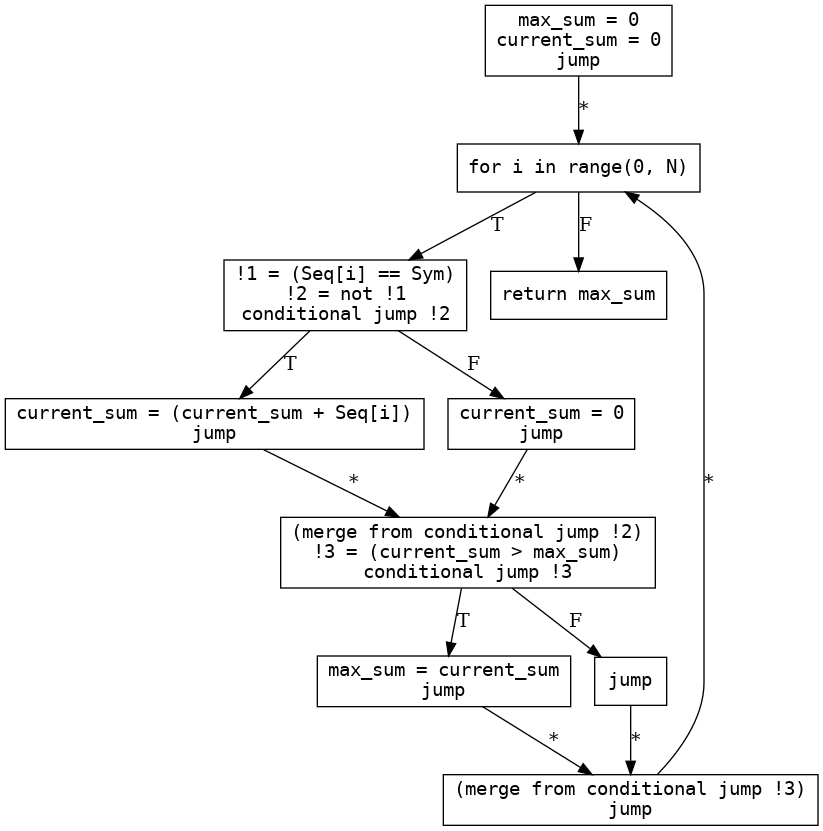 max_sum = 0
current_sum = 0
jump
*
for i in range(0, N)
T
F
!1 = (Seq[i] == Sym)
!2 = not !1
conditional jump !2
return max_sum
T
F
current_sum = (current_sum + Seq[i])
jump
current_sum = 0
jump
*
*
*
(merge from conditional jump !2)
!3 = (current_sum > max_sum)
conditional jump !3
T
F
max_sum = current_sum
jump
jump
*
*
(merge from conditional jump !3)
jump